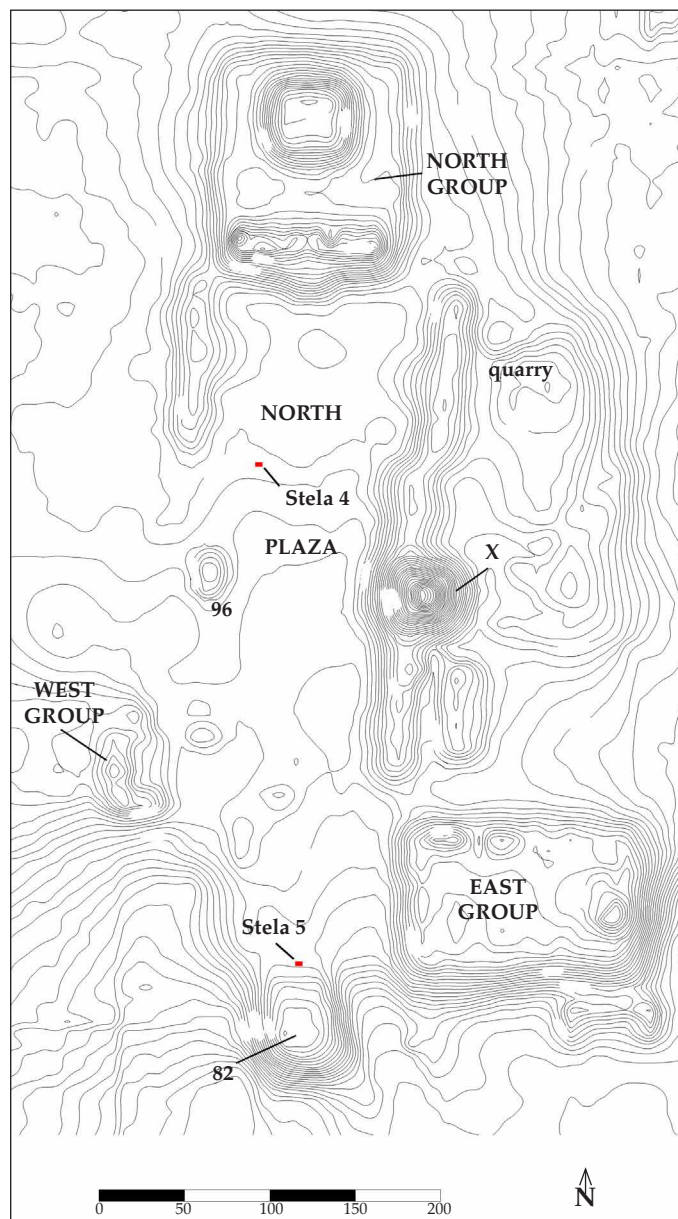 NORTH
GROUP
quarry
NORTH
Stela 4
PLAZA
X
96
WEST
GROUP
EAST
GROUP
Stela 5
82
0 50 100 150 200
N